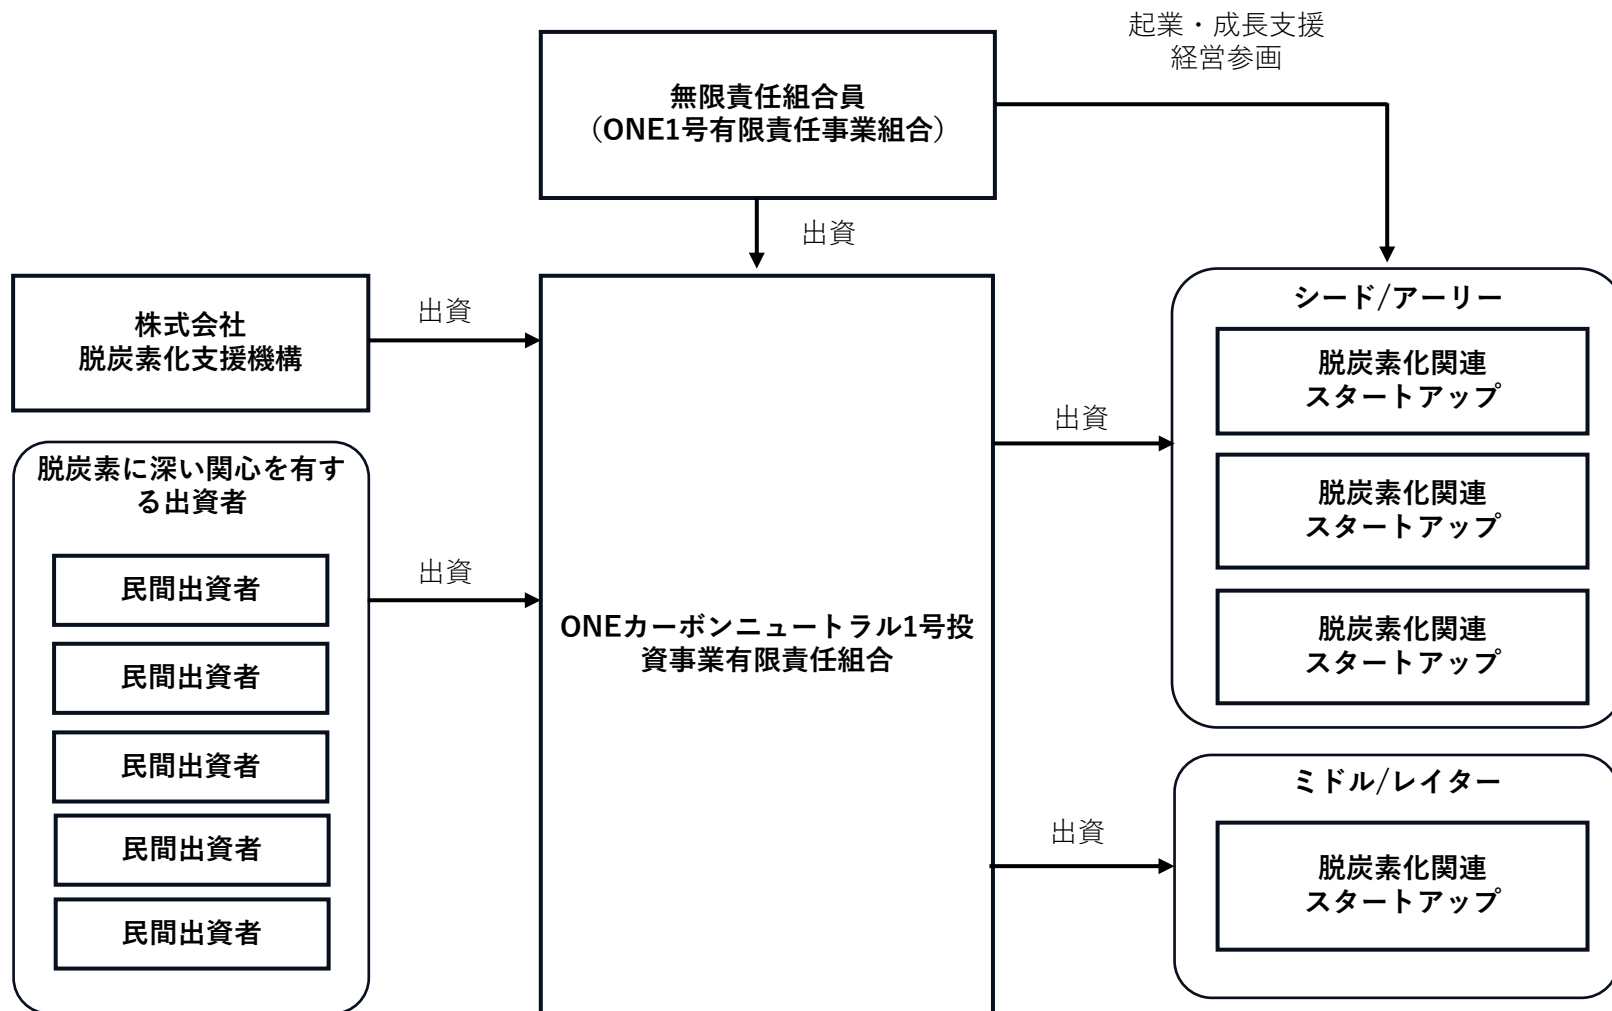 起業・成長支援
経営参画
無限責任組合員
（ONE1号有限責任事業組合）
出資
株式会社
脱炭素化支援機構
出資
脱炭素に深い関心を有す
る出資者
民間出資者
民間出資者
民間出資者
民間出資者
民間出資者
出資
ONEカーボンニュートラル1号投
資事業有限責任組合
出資
シード/アーリー
脱炭素化関連
スタートアップ
脱炭素化関連
スタートアップ
脱炭素化関連
スタートアップ
出資
ミドル/レイター
脱炭素化関連
スタートアップ